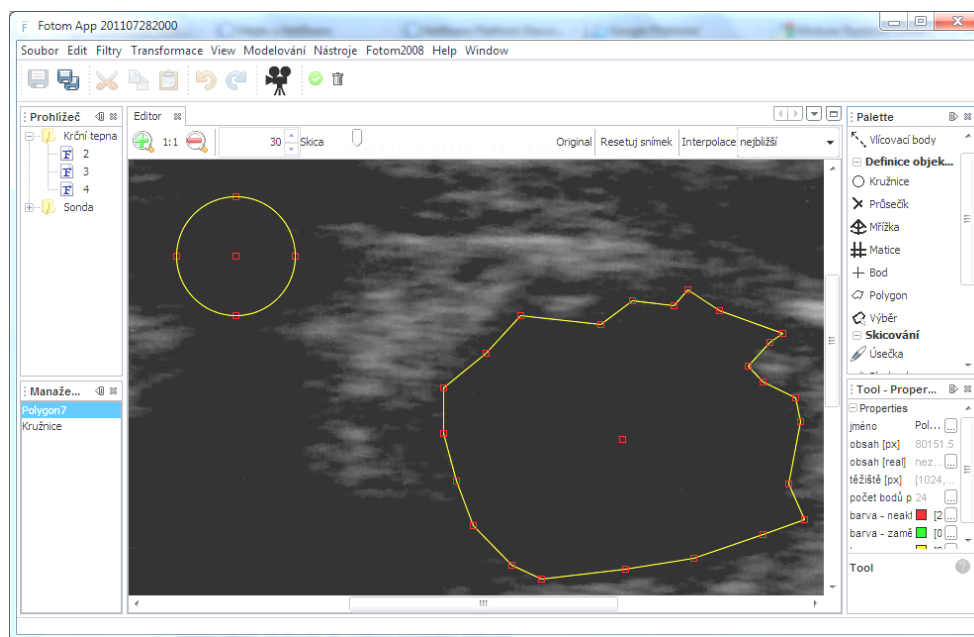 Fotom App 201107282000
Soubor Edit Filtry Transformace View Modelování Nástroje Fotom2008 Help Window
Prohlížeč
Krční tepna
2
3
4
Sonda
Manaže...
Polygon7
Kružnice
Editor
1:1 30 Skica Original Resetuj snímek Interpolace nejbližší
Palette
Vlícovací body
Definice objek...
Kružnice
Průsečík
Mřížka
Matice
Bod
Polygon
Výběr
Skicování
Úsečka
Tool - Proper...
Properties
jméno Pol... ...
obsah [px] 80151.5
obsah [real] nez... ...
těžiště [px] [1024,...
počet bodů p 24 ...
barva - neakt [2 ...
barva - zamě [0 ...
Tool